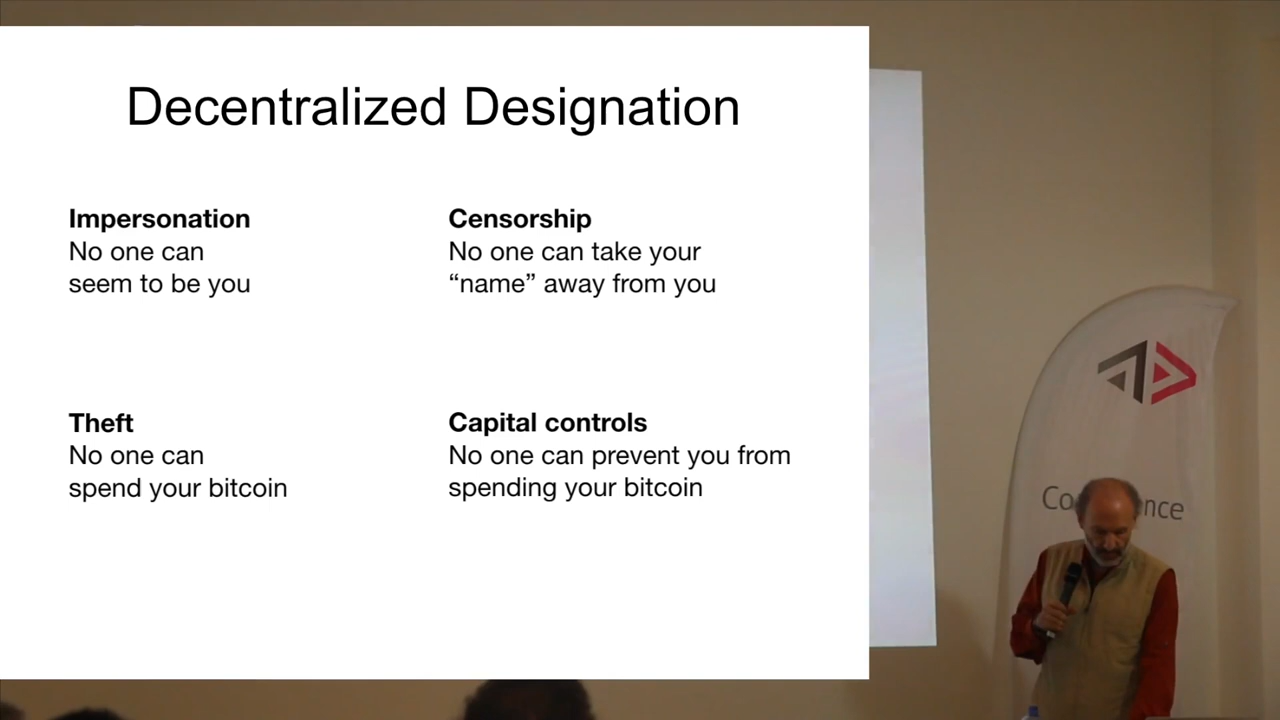 Decentralized Designation
Impersonation
No one can
seem to be you
Censorship
No one can take your
“name” away from you
Theft
No one can
spend your bitcoin
Capital controls
No one can prevent you from
spending your bitcoin